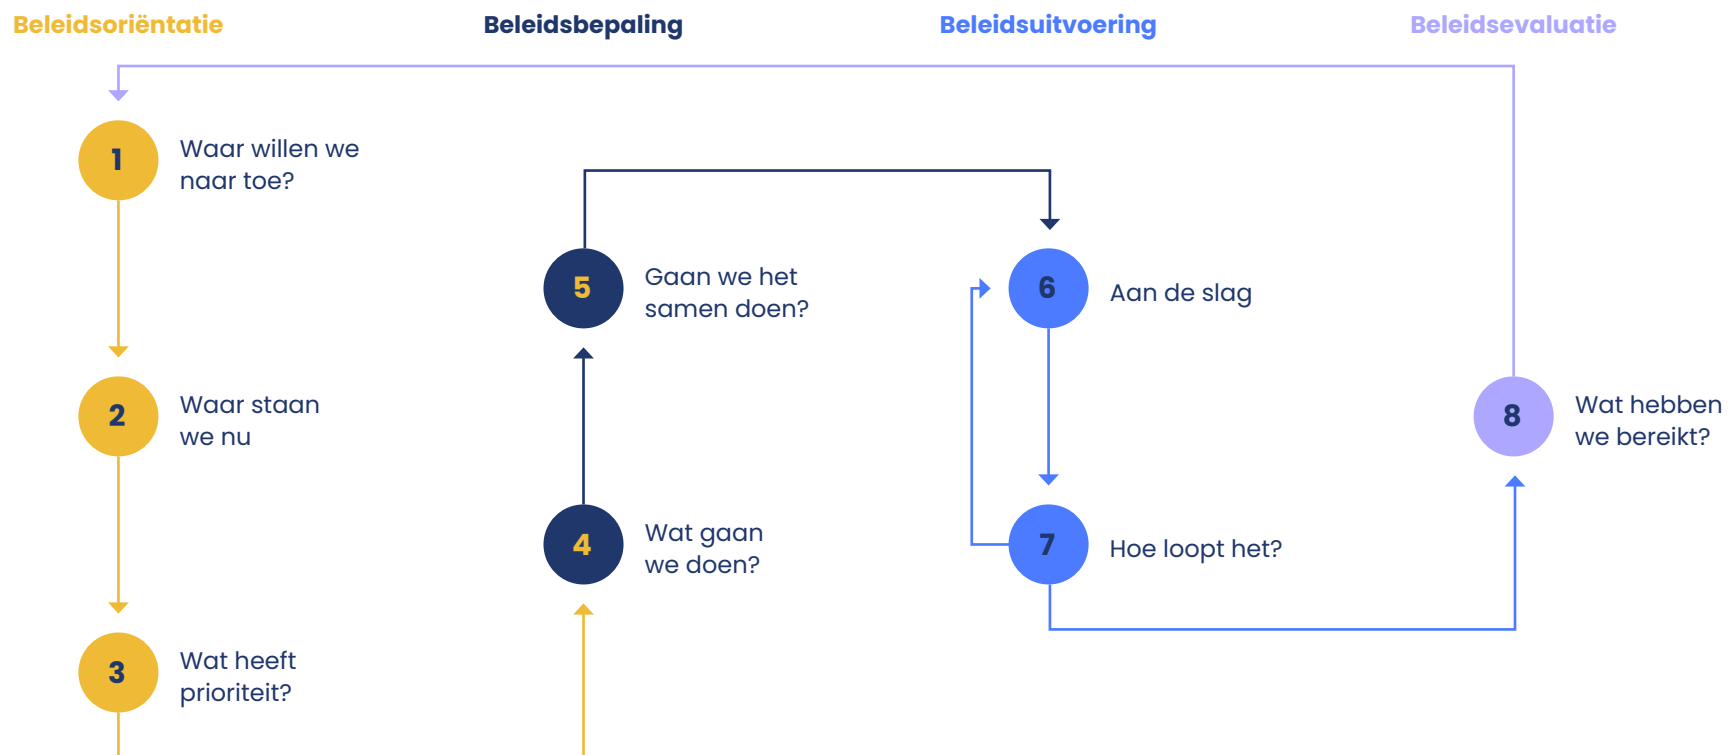 Beleidsoriëntatie
Beleidsbepaling
Beleidsuitvoering
Beleidsevaluatie
1
Waar willen we
naar toe?
2
Waar staan
we nu
3
Wat heeft
prioriteit?
4
Wat gaan
we doen?
5
Gaan we het
samen doen?
6
Aan de slag
7
Hoe loopt het?
8
Wat hebben
we bereikt?